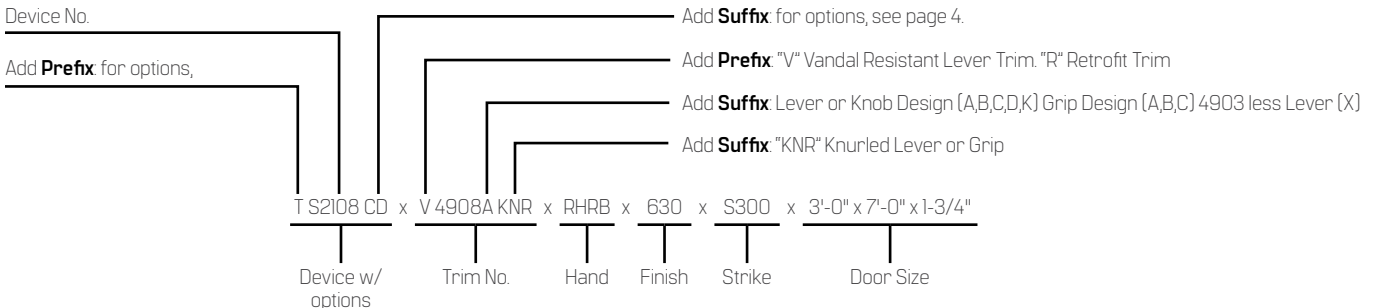 Device No.
Add Suffix: for options, see page 4.
Add Prefix: "V" Vandal Resistant Lever Trim. "R" Retrofit Trim
Add Prefix: for options,
Add Suffix: Lever or Knob Design (A,B,C,D,K) Grip Design (A,B,C) 4903 less Lever (X)
Add Suffix: "KNR" Knurled Lever or Grip
T S2108 CD x V 4908A KNR x RHRB x 630 x S300 x 3'-0" x 7'-0" x 1-3/4"
Device w/ options
Trim No.
Hand
Finish
Strike
Door Size